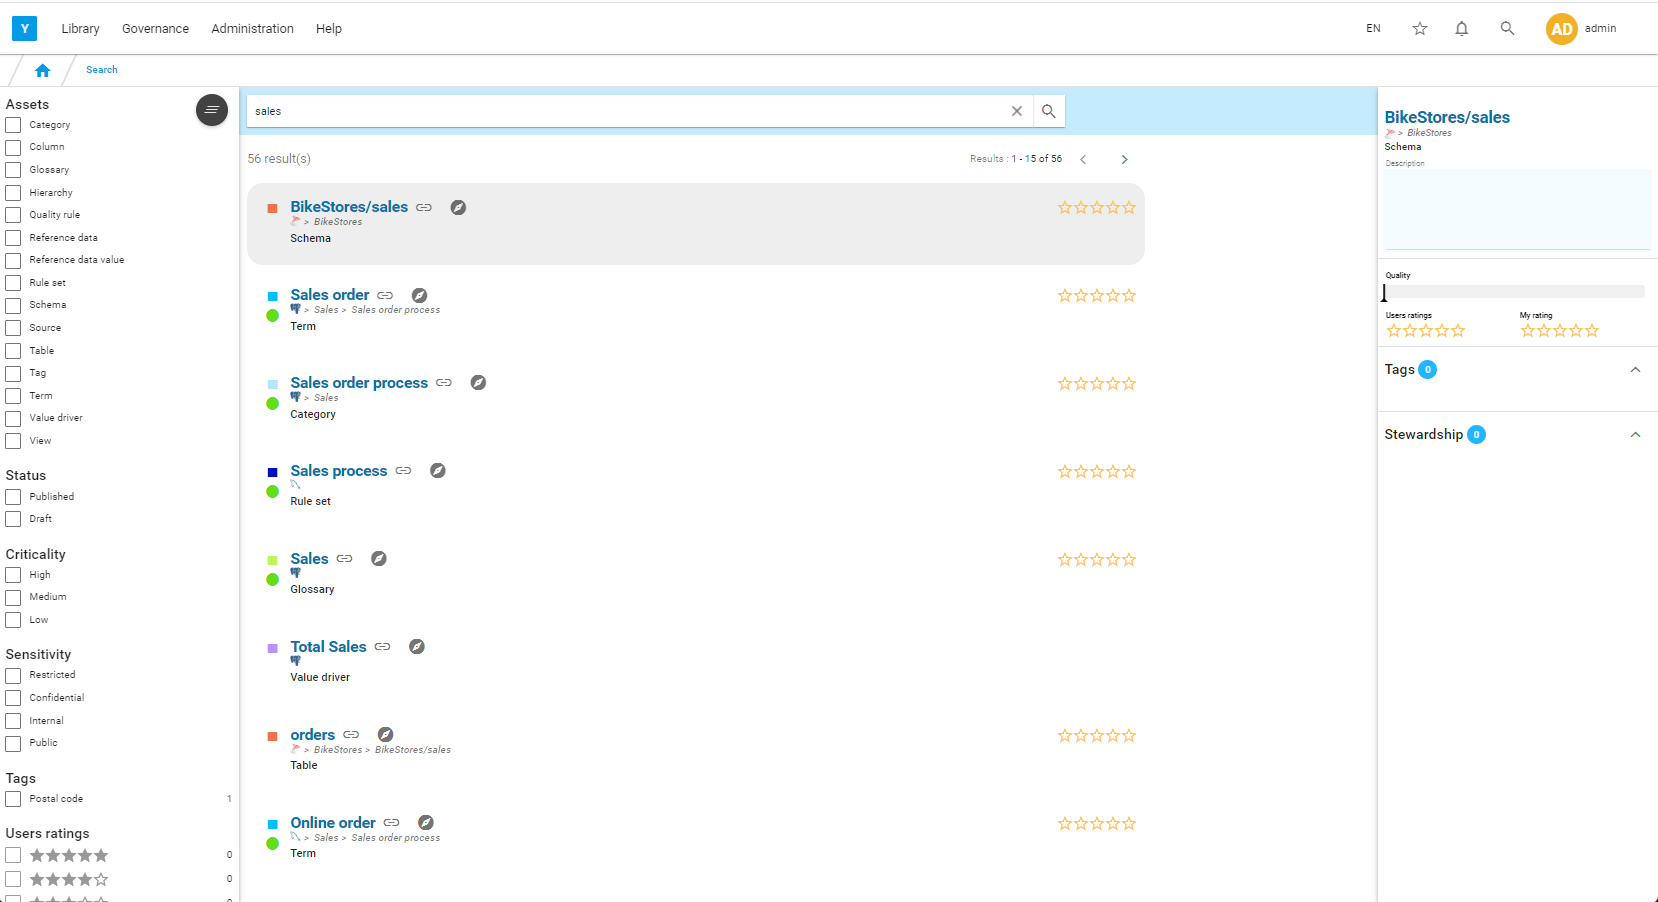 Y Library Governance Administration Help EN AD admin
Search
Assets
Category
Column
Glossary
Hierarchy
Quality rule
Reference data
Reference data value
Rule set
Schema
Source
Table
Tag
Term
Value driver
View
Status
Published
Draft
Criticality
High
Medium
Low
Sensitivity
Restricted
Confidential
Internal
Public
Tags
Postal code 1
Users ratings
0
0
sales
56 result(s) Results : 1 - 15 of 56
BikeStores/sales
> BikeStores
Schema
Sales order
> Sales > Sales order process
Term
Sales order process
> Sales
Category
Sales process
Rule set
Sales
Glossary
Total Sales
Value driver
orders
> BikeStores > BikeStores/sales
Table
Online order
> Sales > Sales order process
Term
BikeStores/sales
> BikeStores
Schema
Description
Quality
Users ratings My rating
Tags 0
Stewardship 0